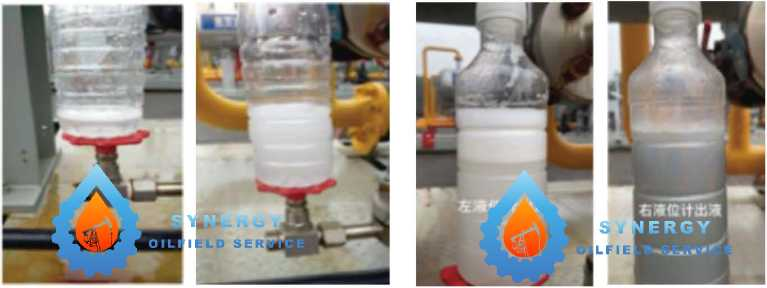 左液位
右液位计出液
SYNERGY
OILFIELD SERVICE
SYNERGY
OILFIELD SERVICE